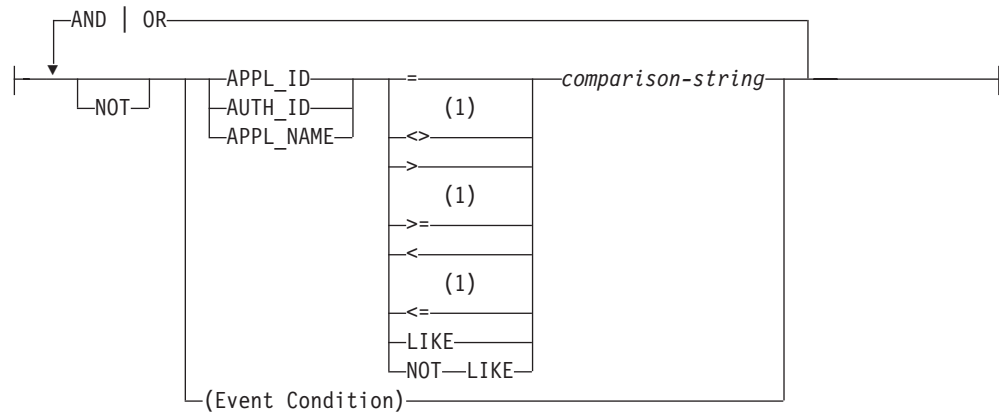 AND | OR
APPL_ID = comparison-string
NOT (1)
AUTH_ID
APPL_NAME <>
>
(1)
>=
<
(1)
<=
LIKE
NOT LIKE
(Event Condition)